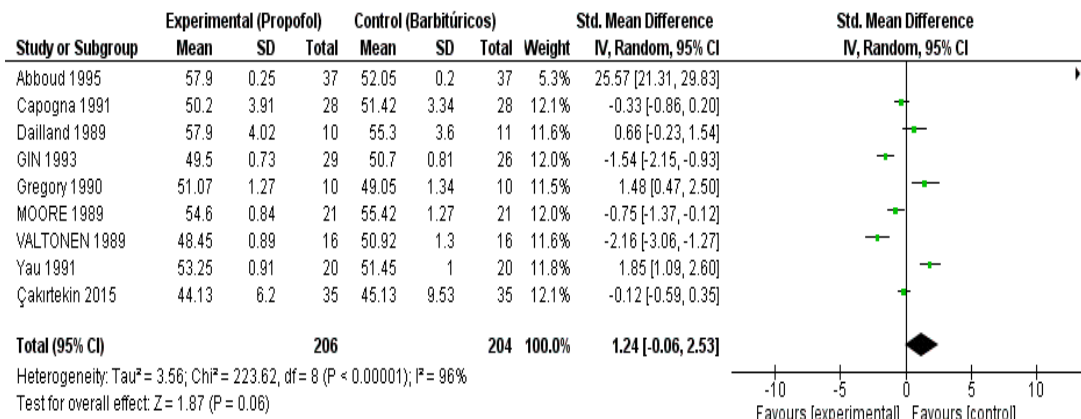 Experimental (Propofol) Control (Barbitúricos) Std. Mean Difference Std. Mean Difference
Study or Subgroup Mean SD Total Mean SD Total Weight IV, Random, 95% CI IV, Random, 95% CI
Abboud 1995 57.9 0.25 37 52.05 0.2 37 5.3% 25.57 [21.31, 29.83]
Capogna 1991 50.2 3.91 28 51.42 3.34 28 12.1% -0.33 [-0.86, 0.20]
Dailland 1989 57.9 4.02 10 55.3 3.6 11 11.6% 0.66 [-0.23, 1.54]
GIN 1993 49.5 0.73 29 50.7 0.81 26 12.0% -1.54 [-2.15, -0.93]
Gregory 1990 51.07 1.27 10 49.05 1.34 10 11.5% 1.48 [0.47, 2.50]
MOORE 1989 54.6 0.84 21 55.42 1.27 21 12.0% -0.75 [-1.37, -0.12]
VALTONEN 1989 48.45 0.89 16 50.92 1.3 16 11.6% -2.16 [-3.06, -1.27]
Yau 1991 53.25 0.91 20 51.45 1 20 11.8% 1.85 [1.09, 2.60]
Çakırtekin 2015 44.13 6.2 35 45.13 9.53 35 12.1% -0.12 [-0.59, 0.35]
Total (95% CI) 206 204 100.0% 1.24 [-0.06, 2.53]
Heterogeneity: Tau² = 3.56; Chi² = 223.62, df = 8 (P < 0.00001); I² = 96%
Test for overall effect: Z = 1.87 (P = 0.06)
-10 -5 0 5 10
Favours [experimental] Favours [control]